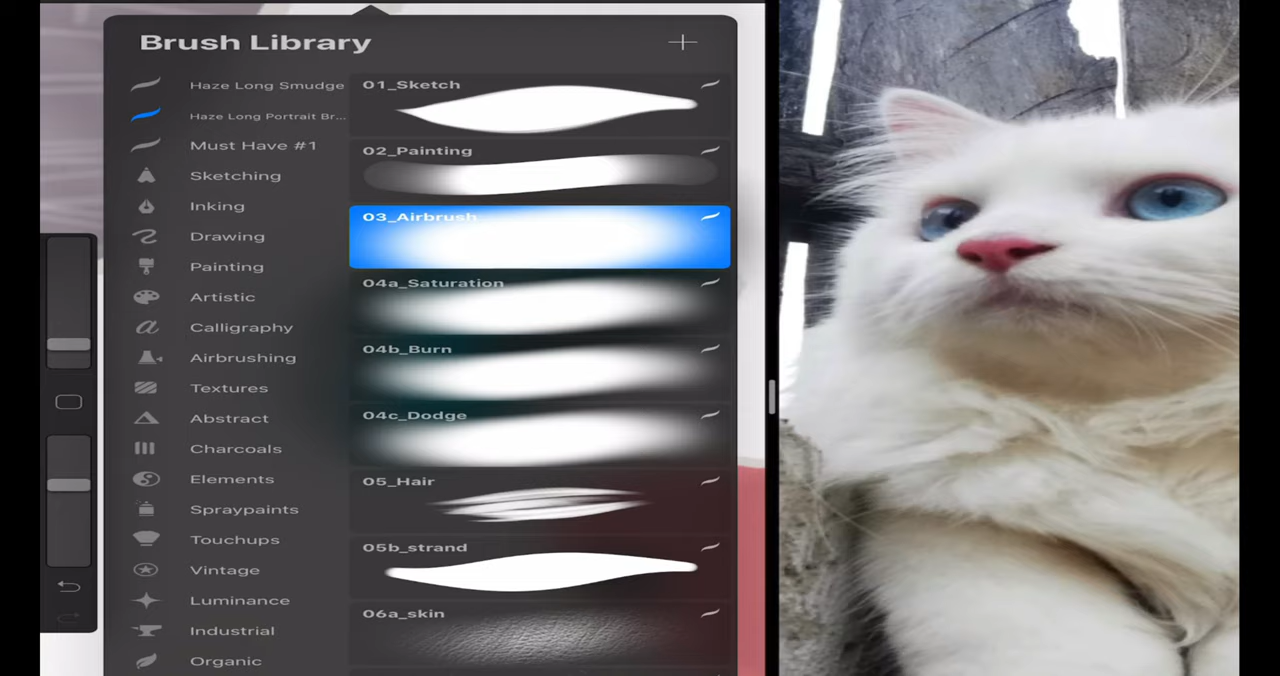 Brush Library
Haze Long Smudge
Haze Long Portrait Br...
Must Have #1
Sketching
Inking
Drawing
Painting
Artistic
Calligraphy
Airbrushing
Textures
Abstract
Charcoals
Elements
Spraypaints
Touchups
Vintage
Luminance
Industrial
Organic
01_Sketch
02_Painting
03_Airbrush
04a_Saturation
04b_Burn
04c_Dodge
05_Hair
05b_strand
06a_skin